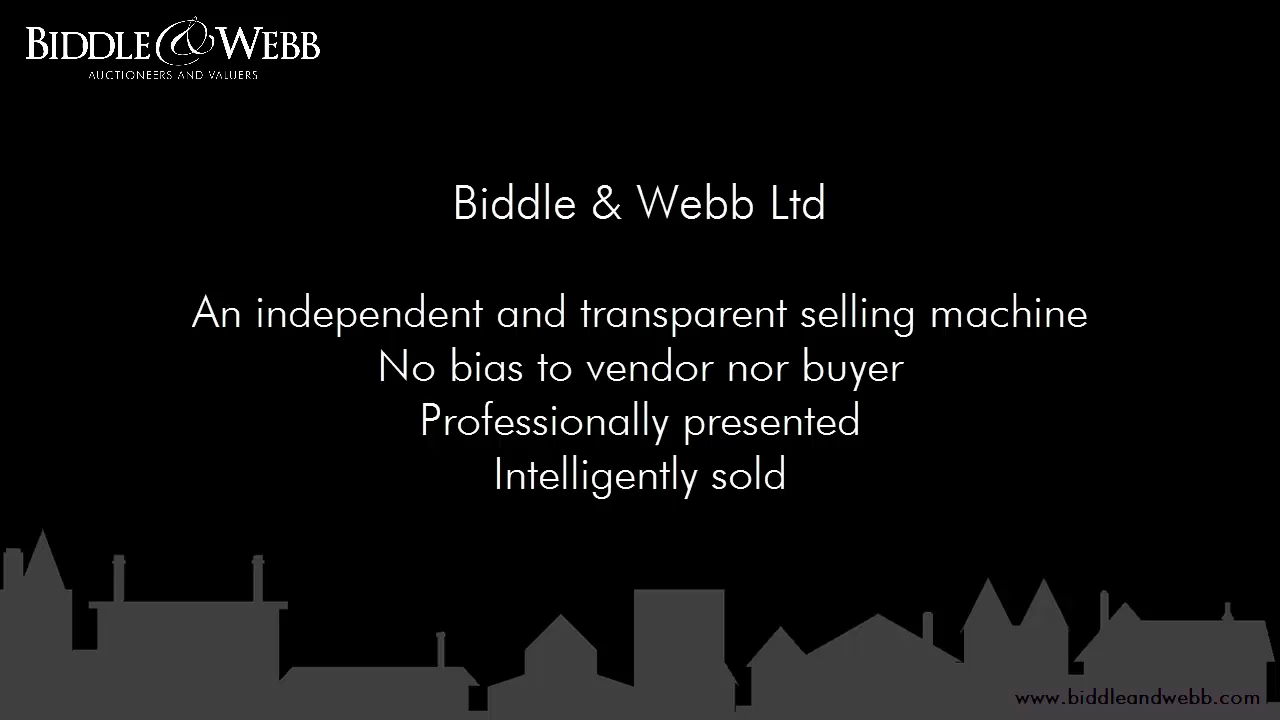 BIDDLE & WEBB
AUCTIONEERS AND VALUERS
Biddle & Webb Ltd
An independent and transparent selling machine
No bias to vendor nor buyer
Professionally presented
Intelligently sold
www.biddleandwebb.com